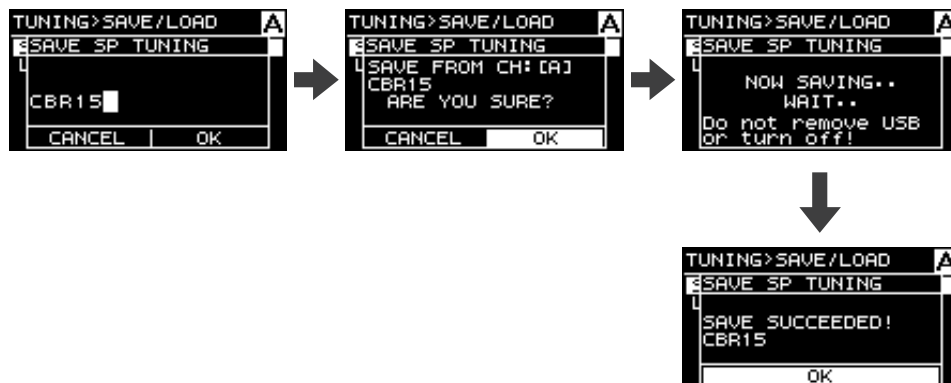 TUNING>SAVE/LOAD A
SAVE SP TUNING
CBR15
CANCEL OK
TUNING>SAVE/LOAD A
SAVE SP TUNING
SAVE FROM CH:[A]
CBR15
ARE YOU SURE?
CANCEL OK
TUNING>SAVE/LOAD A
SAVE SP TUNING
NOW SAVING..
WAIT..
Do not remove USB
or turn off!
TUNING>SAVE/LOAD A
SAVE SP TUNING
SAVE SUCCEEDED!
CBR15
OK